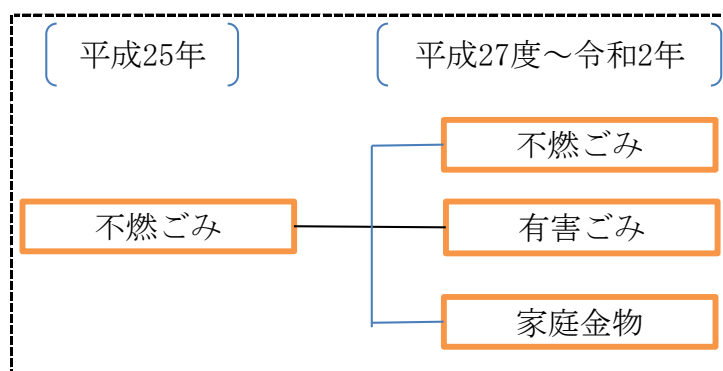 平成25年
平成27度～令和2年
不燃ごみ
不燃ごみ
有害ごみ
家庭金物